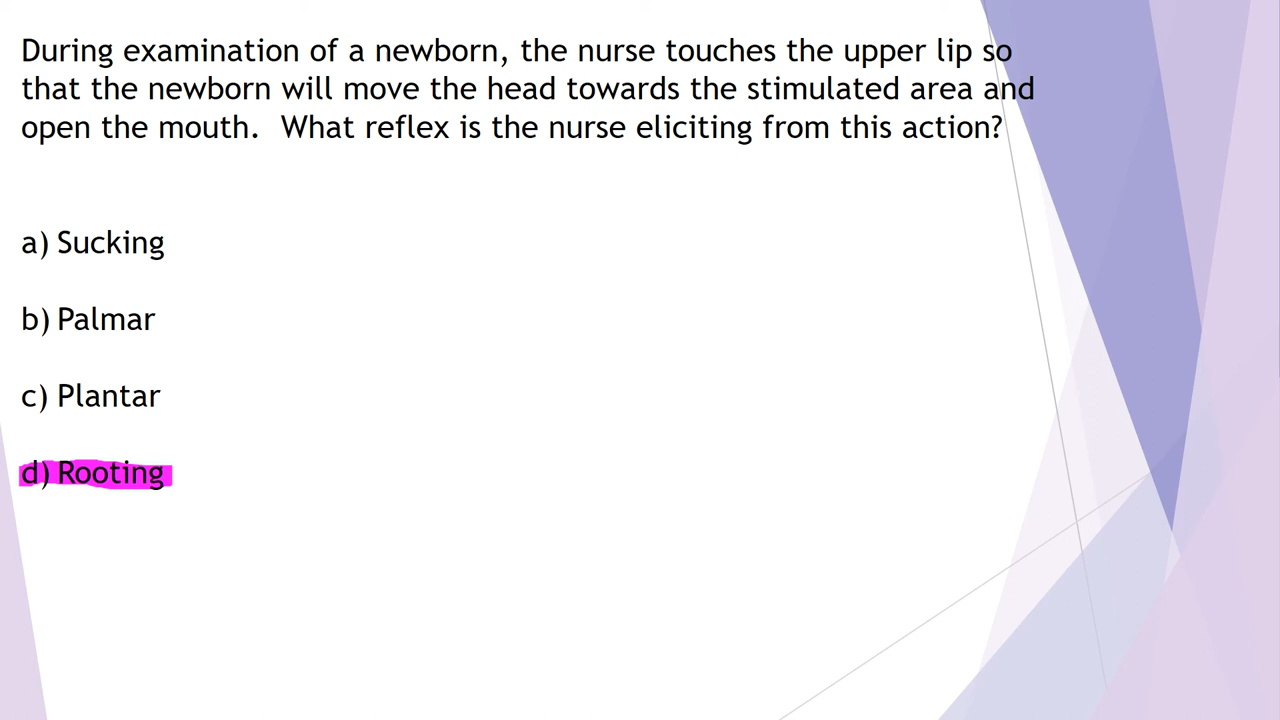 During examination of a newborn, the nurse touches the upper lip so
that the newborn will move the head towards the stimulated area and
open the mouth.  What reflex is the nurse eliciting from this action?
a) Sucking
b) Palmar
c) Plantar
d) Rooting